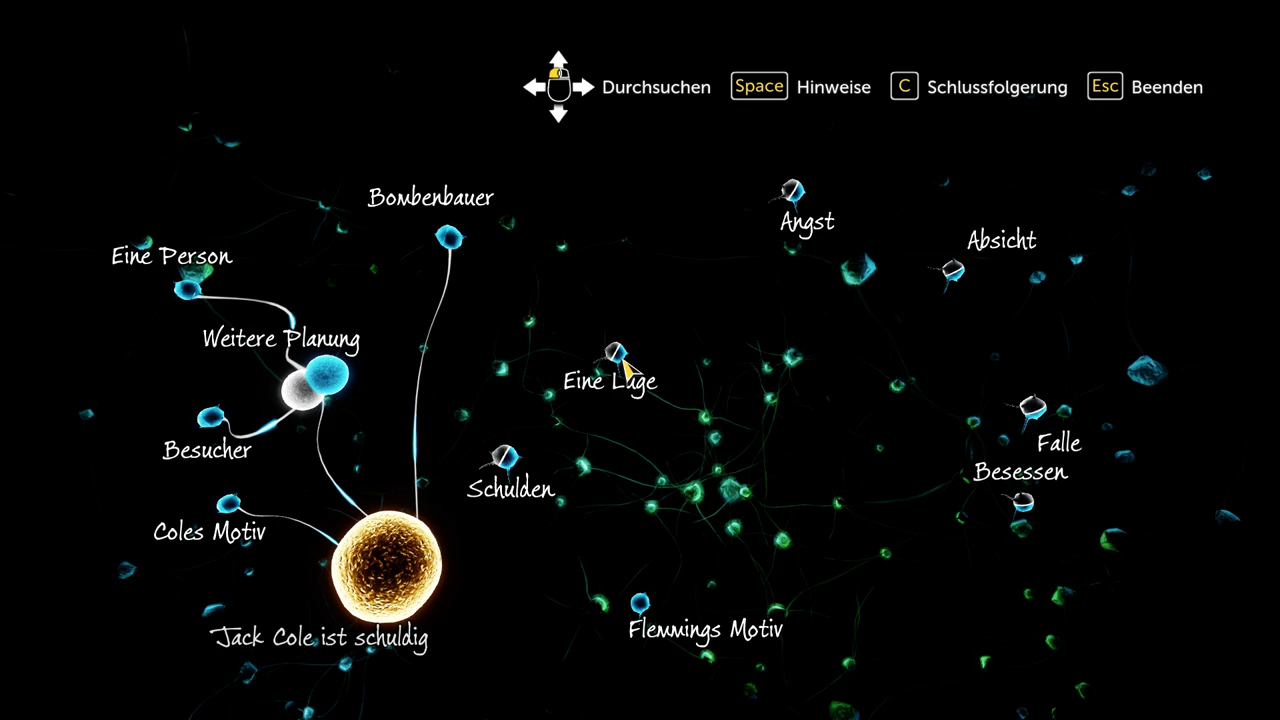 Durchsuchen Space Hinweise C Schlussfolgerung Esc Beenden
Bombenbauer
Angst
Absicht
Eine Person
Weitere Planung
Eine Lüge
Besucher
Falle
Besessen
Schulden
Coles Motiv
Flemmings Motiv
Jack Cole ist schuldig